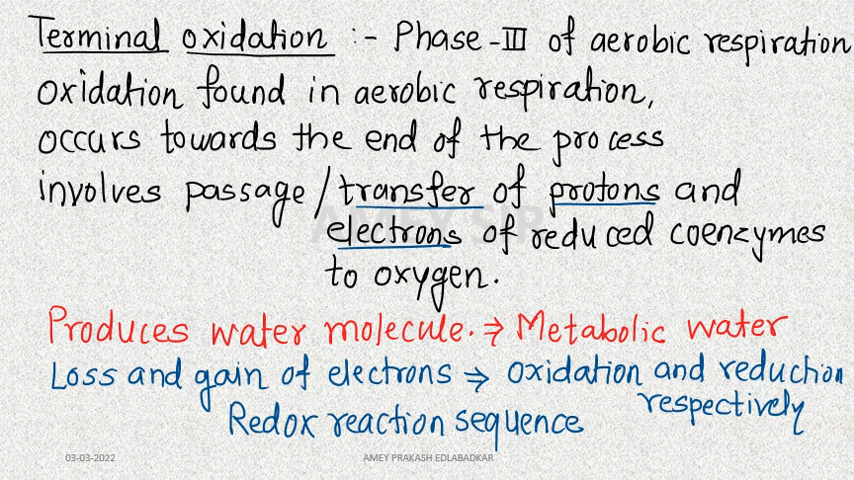 Terminal oxidation :- Phase-III of aerobic respiration
oxidation found in aerobic respiration,
occurs towards the end of the process
involves passage/transfer of protons and
electrons of reduced coenzymes
to oxygen.
Produces water molecule. ⇒ Metabolic water
Loss and gain of electrons ⇒ oxidation and reduction
respectively
Redox reaction sequence
AMEY SIR
03-03-2022 AMEY PRAKASH EDLABADKAR